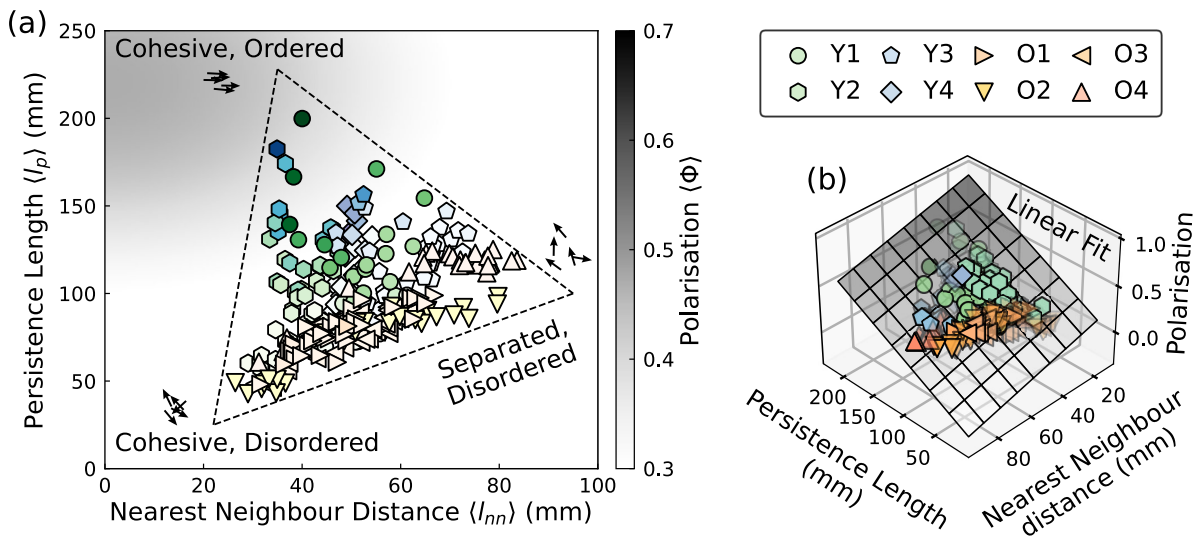 (a)
250
200
150
100
50
0
Persistence Length ⟨l_p⟩ (mm)
Cohesive, Ordered
Cohesive, Disordered
Separated,
Disordered
0 20 40 60 80 100
Nearest Neighbour Distance ⟨l_nn⟩ (mm)
0.7
0.6
0.5
0.4
0.3
Polarisation ⟨Φ⟩
Y1 Y3 O1 O3
Y2 Y4 O2 O4
(b)
Linear Fit
1.0
0.5
0.0
Polarisation
200
150
100
50
Persistence Length
(mm)
20
40
60
80
Nearest Neighbour
distance (mm)